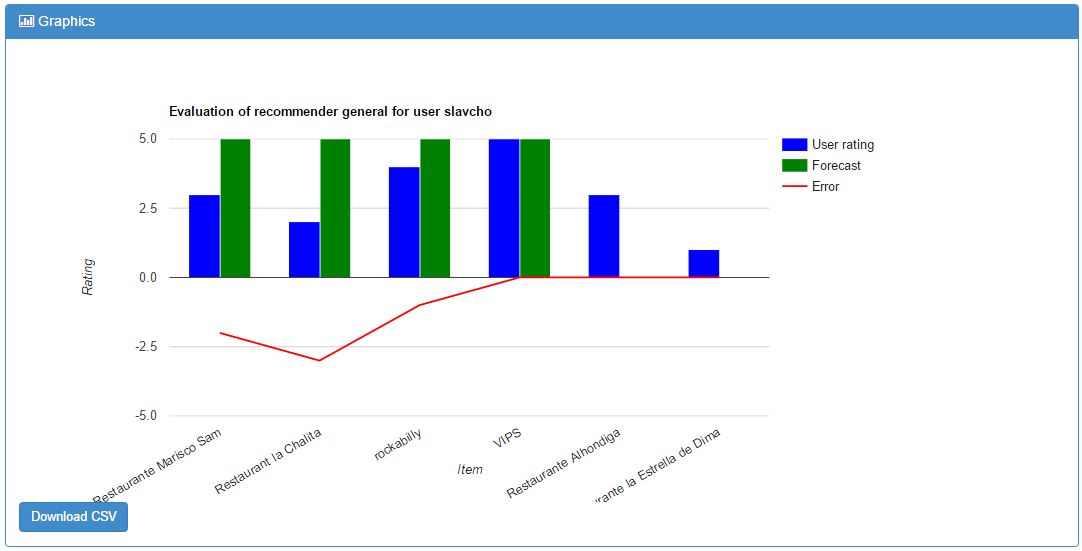 Graphics
Evaluation of recommender general for user slavcho
5.0
2.5
0.0
-2.5
-5.0
Rating
User rating
Forecast
Error
Restaurante Marisco Sam
Restaurant la Chalita
rockabilly
VIPS
Restaurante Alhondiga
urante la Estrella de Dima
Item
Download CSV